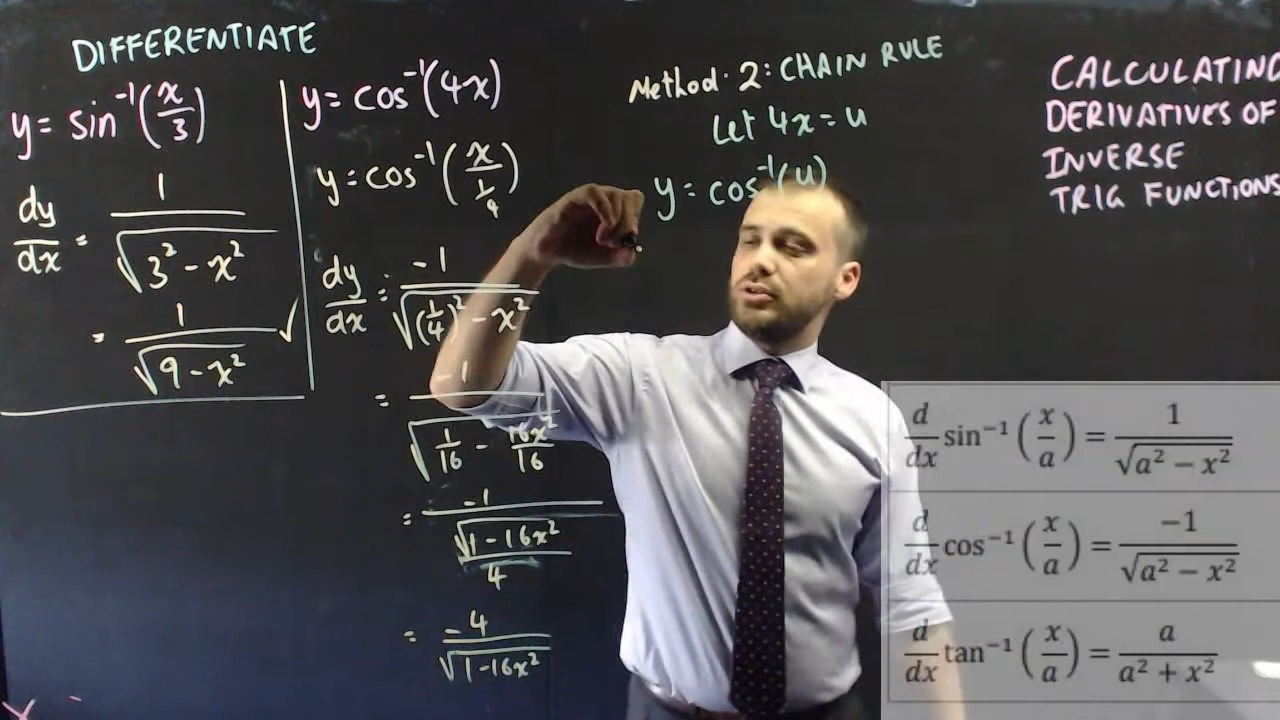 DIFFERENTIATE
y = sin⁻¹(x/3)
dy/dx = 1/√(3² - x²)
= 1/√(9 - x²) ✓
y = cos⁻¹(4x)
y = cos⁻¹(x/(1/4))
dy/dx = -1/√((1/4)² - x²)
= -1/√(1/16 - 16x²/16)
= -1/(√(1 - 16x²)/4)
= -4/√(1-16x²)
Method 2: CHAIN RULE
Let 4x = u
y = cos⁻¹(u)
CALCULATING
DERIVATIVES OF
INVERSE
TRIG FUNCTIONS
d/dx sin⁻¹(x/a) = 1/√(a² − x²)
d/dx cos⁻¹(x/a) = −1/√(a² − x²)
d/dx tan⁻¹(x/a) = a/(a² + x²)